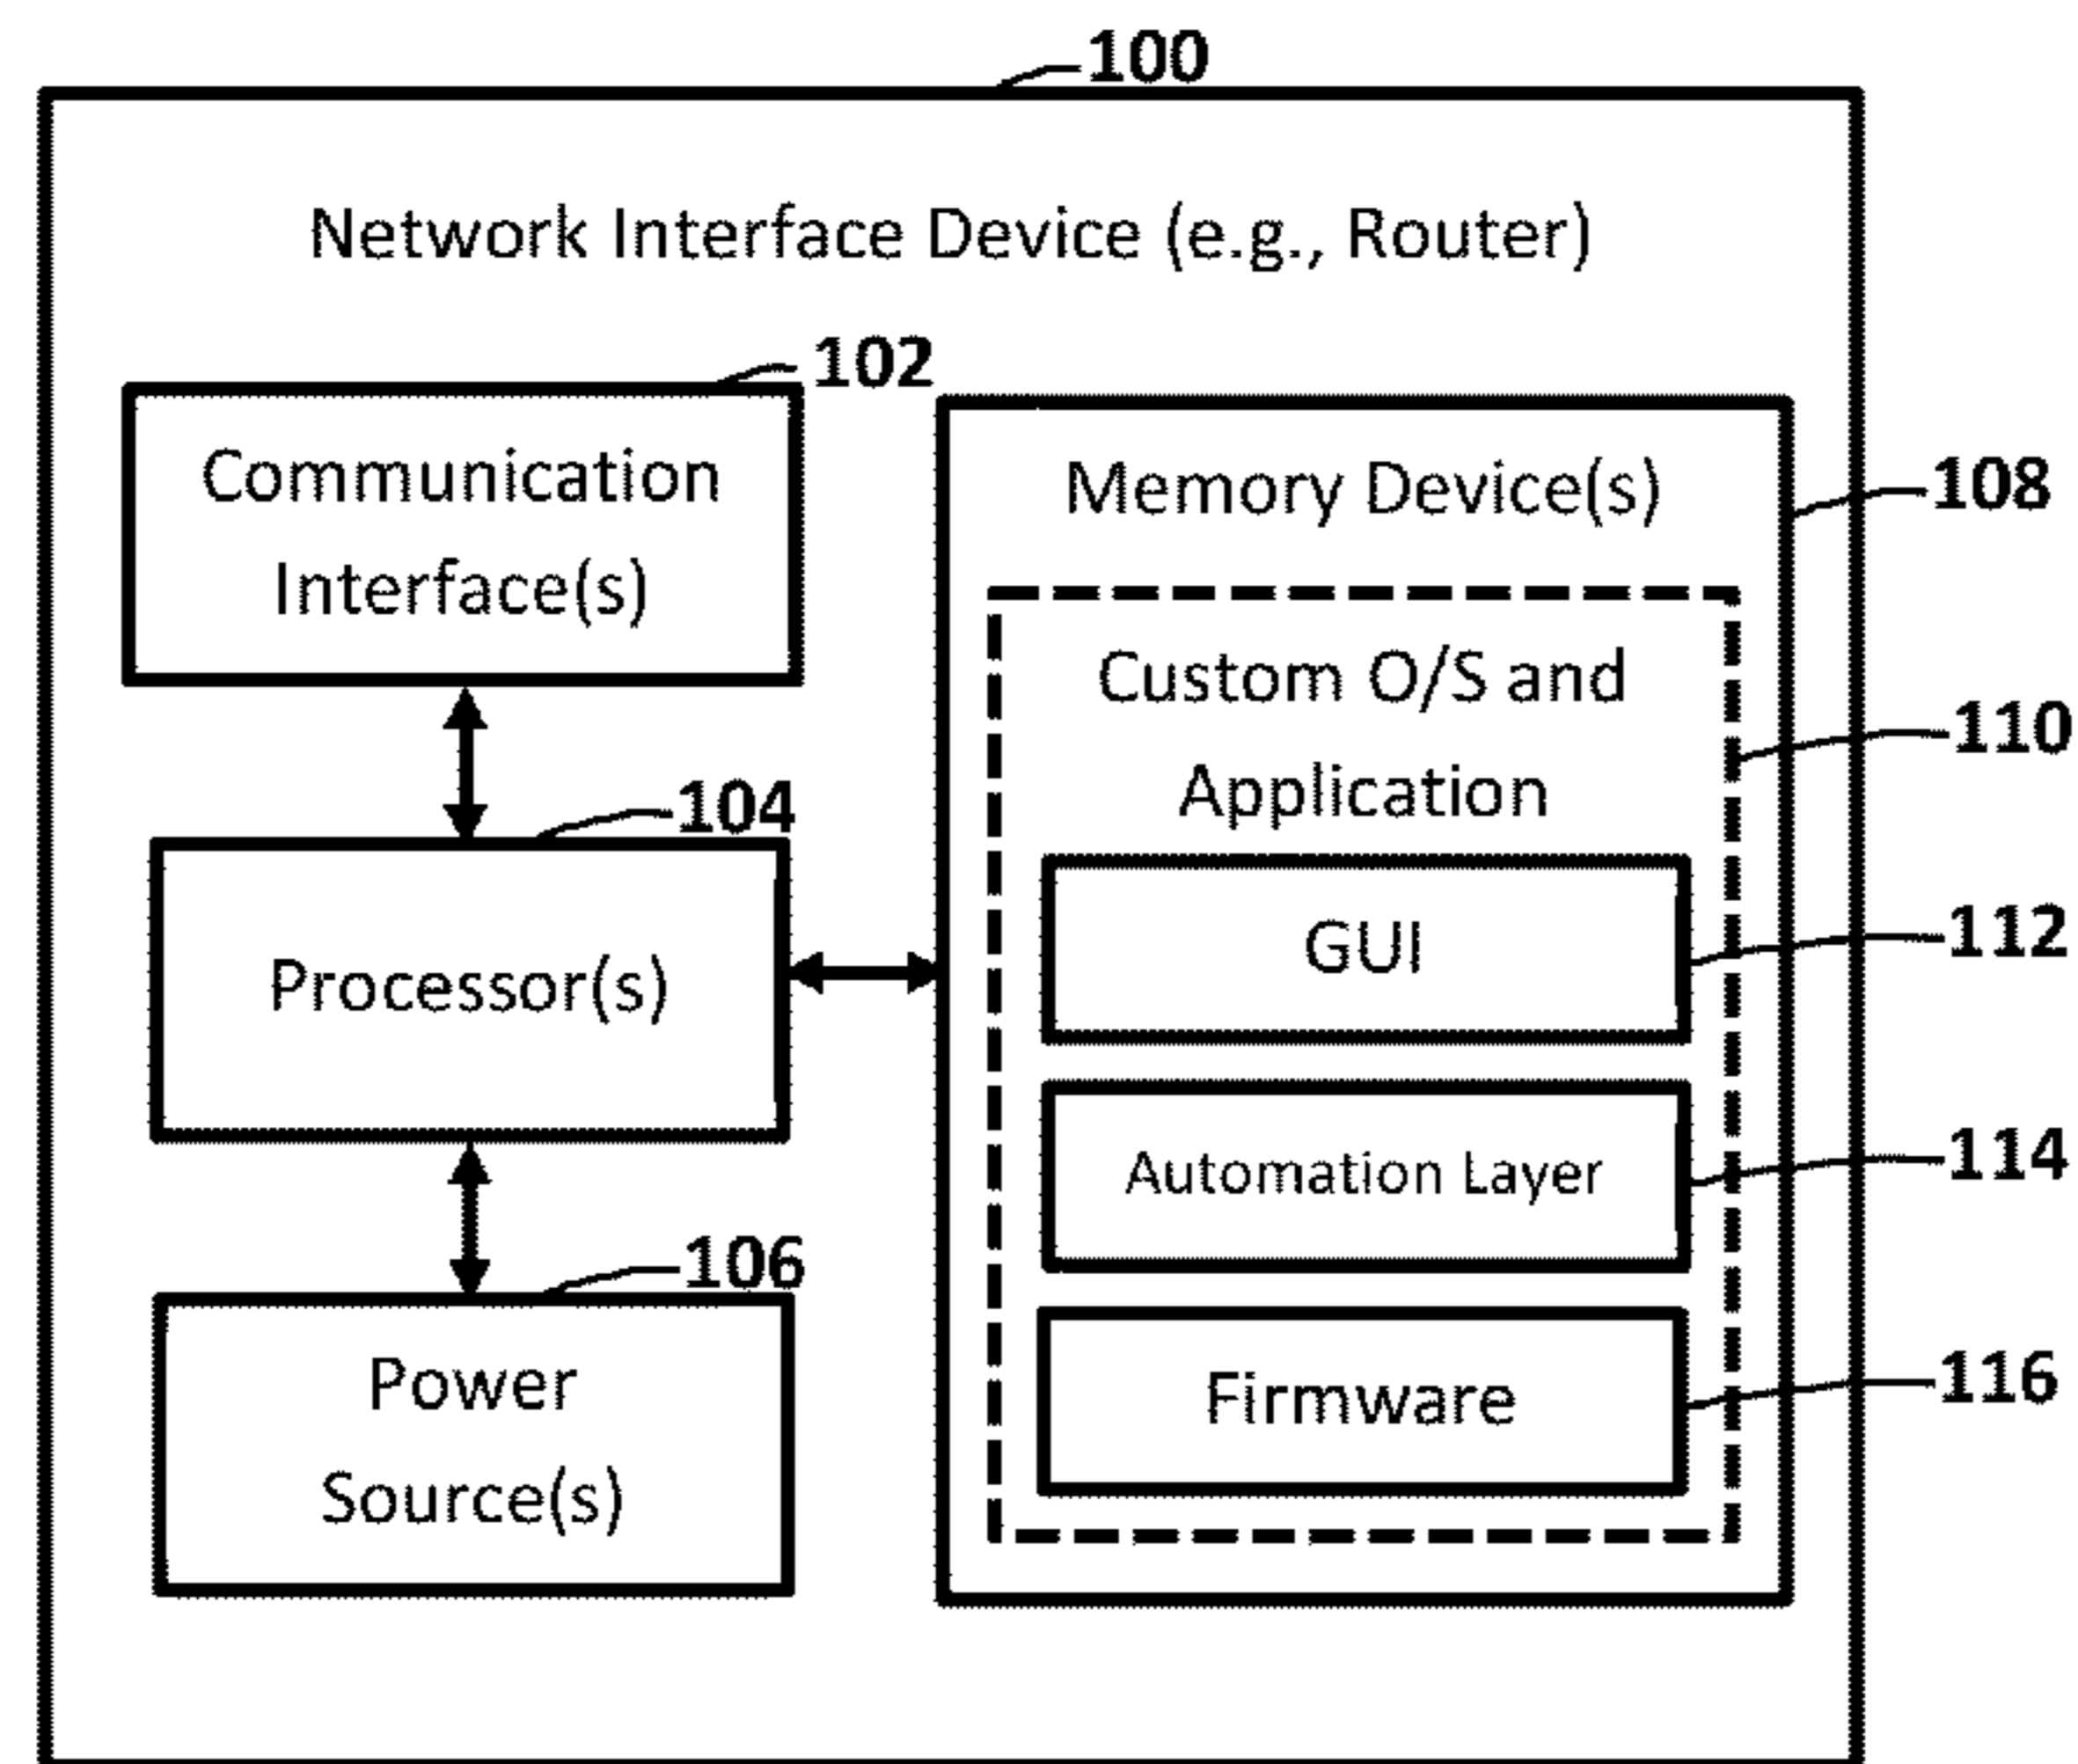 100
Network Interface Device (e.g., Router)
102
Communication
Interface(s)
104
Processor(s)
106
Power
Source(s)
Memory Device(s)
108
Custom O/S and
Application
110
GUI
112
Automation Layer
114
Firmware
116